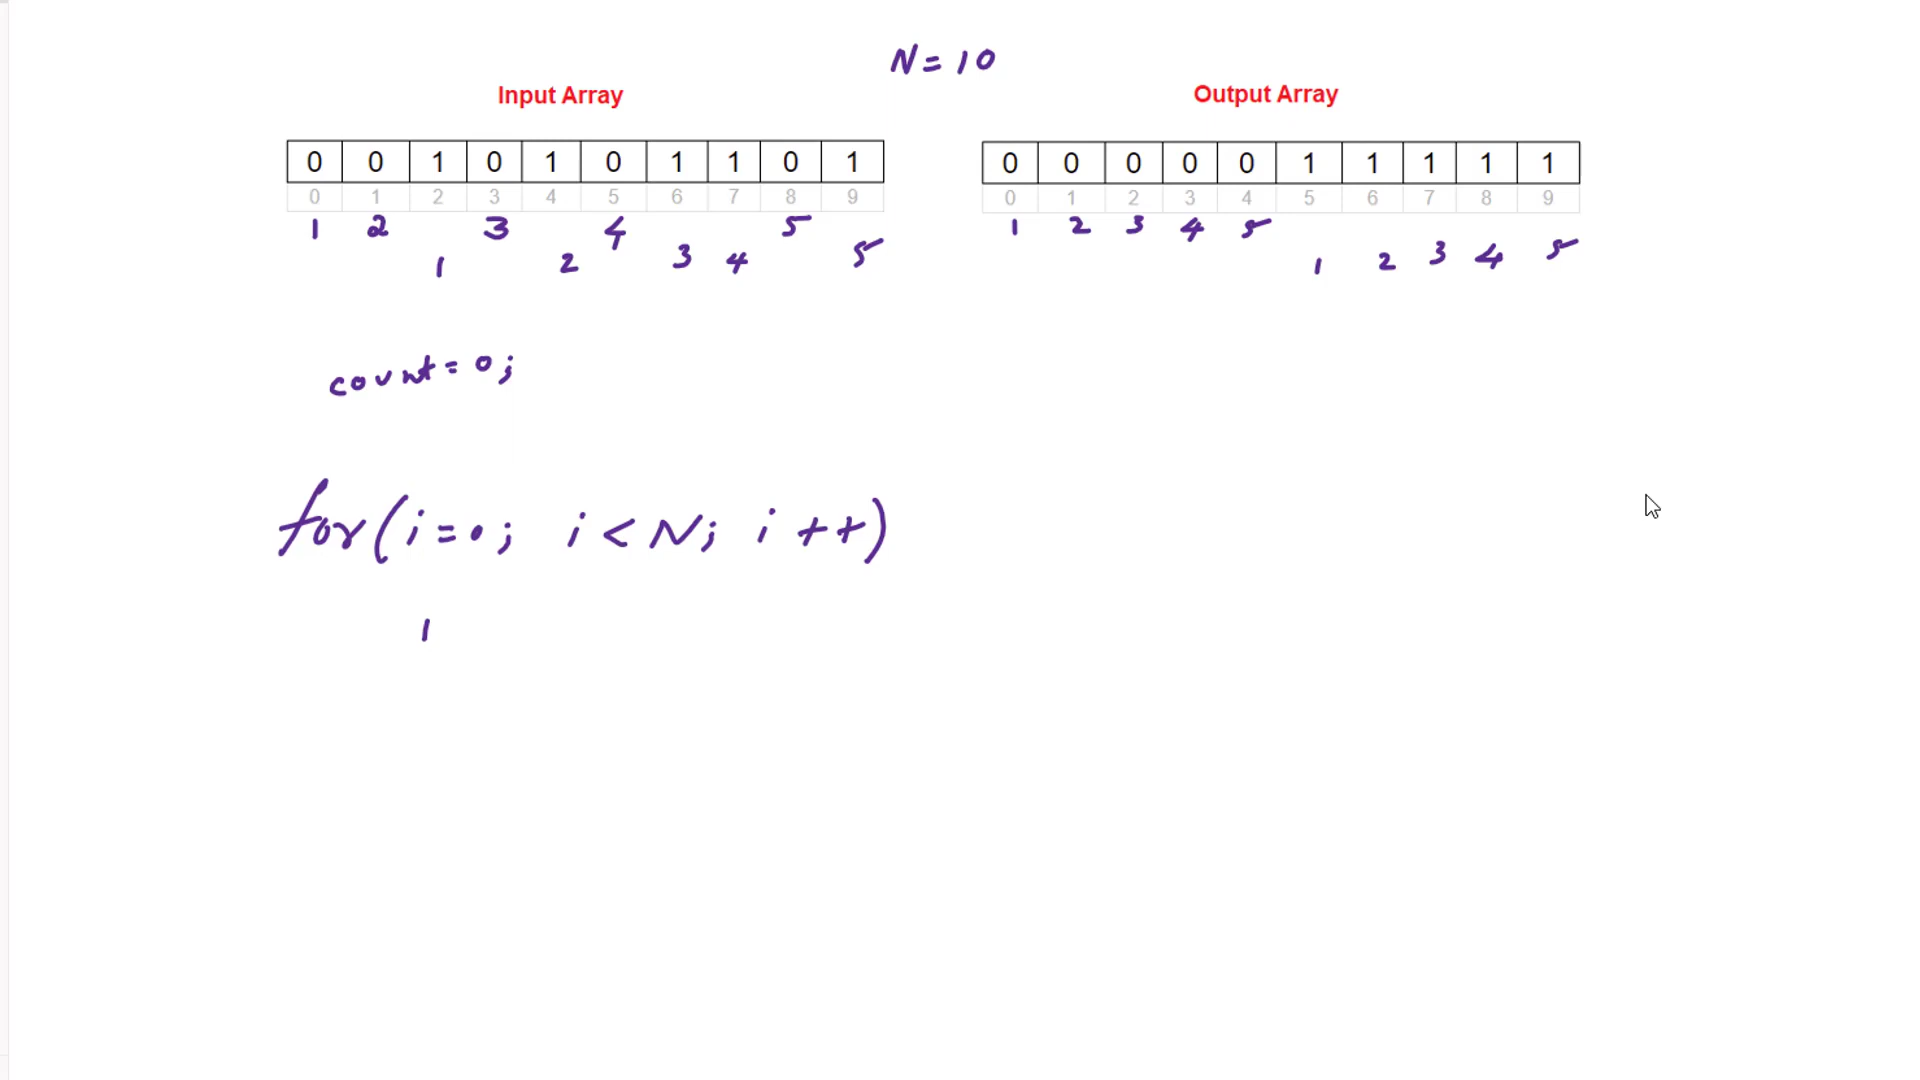 N = 10
Input Array
Output Array
0 0 1 0 1 0 1 1 0 1
0 1 2 3 4 5 6 7 8 9
1 2 3 4 5
1 2 3 4 5
0 0 0 0 0 1 1 1 1 1
0 1 2 3 4 5 6 7 8 9
1 2 3 4 5
1 2 3 4 5
count = 0;
for(i=0; i<N; i++)
1